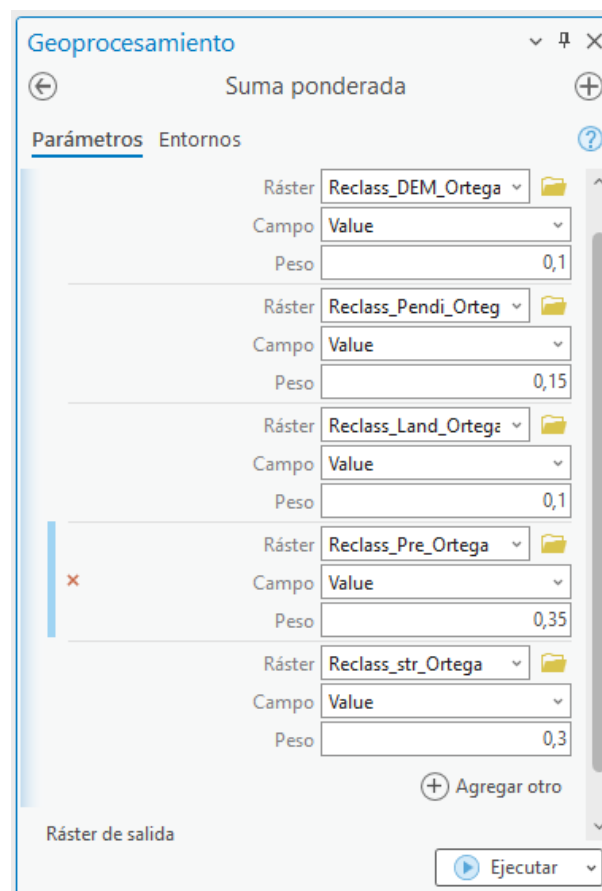 Geoprocesamiento
Suma ponderada
Parámetros Entornos
Ráster Reclass_DEM_Ortega
Campo Value
Peso 0,1
Ráster Reclass_Pendi_Orteg
Campo Value
Peso 0,15
Ráster Reclass_Land_Ortega
Campo Value
Peso 0,1
Ráster Reclass_Pre_Ortega
Campo Value
Peso 0,35
Ráster Reclass_str_Ortega
Campo Value
Peso 0,3
Agregar otro
Ráster de salida
Ejecutar